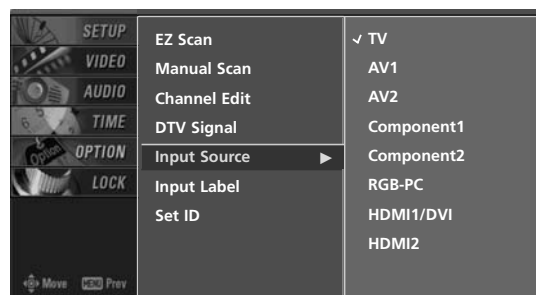 SETUP
VIDEO
AUDIO
TIME
OPTION
LOCK
Move MENU Prev
EZ Scan
Manual Scan
Channel Edit
DTV Signal
Input Source ▶
Input Label
Set ID
✓ TV
AV1
AV2
Component1
Component2
RGB-PC
HDMI1/DVI
HDMI2